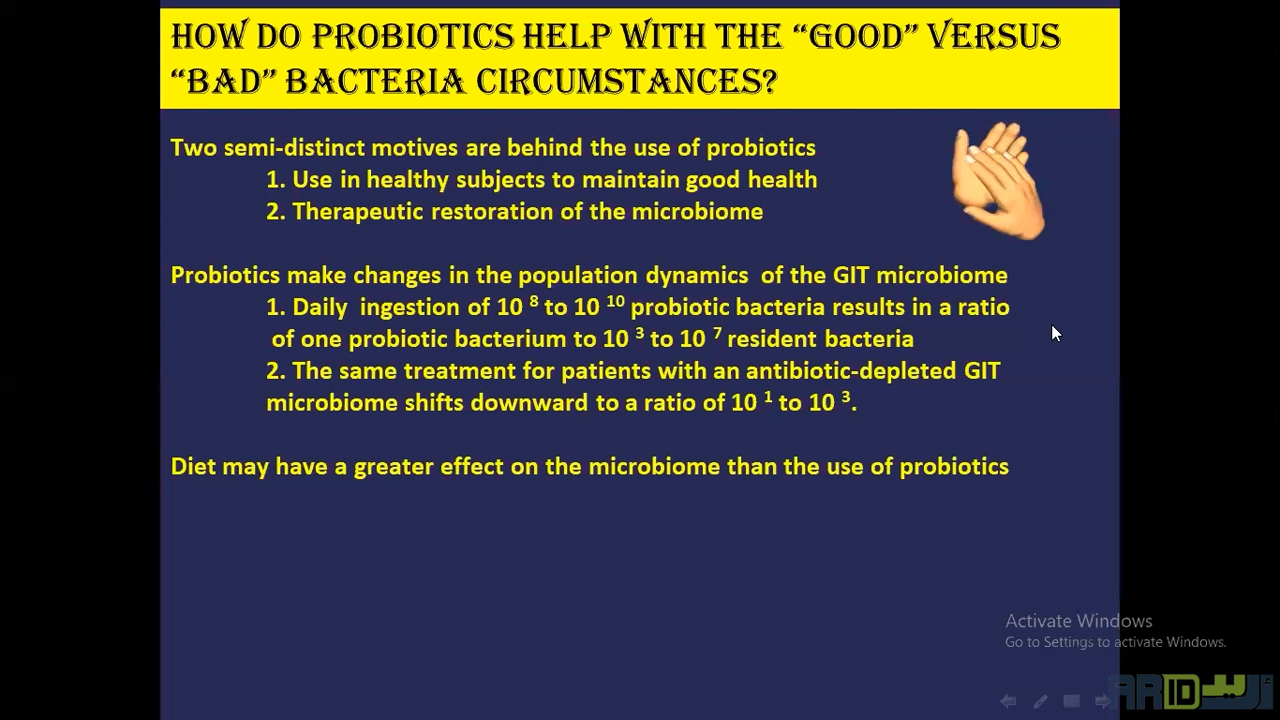 HOW DO PROBIOTICS HELP WITH THE “GOOD” VERSUS
“BAD” BACTERIA CIRCUMSTANCES?
Two semi-distinct motives are behind the use of probiotics
1. Use in healthy subjects to maintain good health
2. Therapeutic restoration of the microbiome
Probiotics make changes in the population dynamics of the GIT microbiome
1. Daily ingestion of 10 ⁸ to 10 ¹⁰ probiotic bacteria results in a ratio
of one probiotic bacterium to 10 ³ to 10 ⁷ resident bacteria
2. The same treatment for patients with an antibiotic-depleted GIT
microbiome shifts downward to a ratio of 10 ¹ to 10 ³.
Diet may have a greater effect on the microbiome than the use of probiotics
Activate Windows
Go to Settings to activate Windows.
ARID أريد